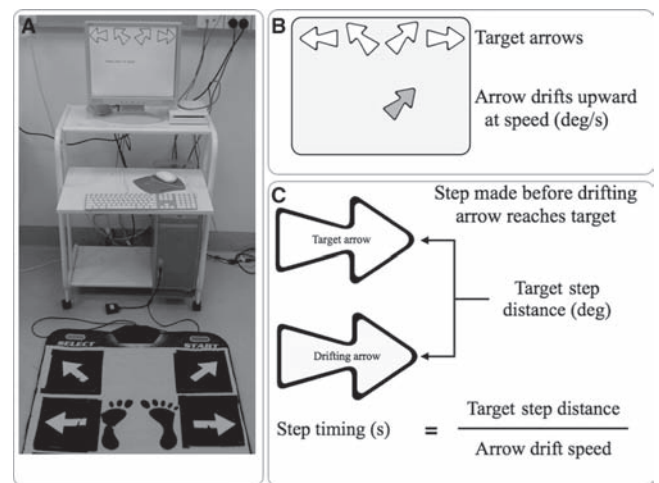 A
SELECT
START
B
Target arrows
Arrow drifts upward
at speed (deg/s)
C
Step made before drifting
arrow reaches target
Target arrow
Target step
distance (deg)
Drifting arrow
Step timing (s) = Target step distance
Arrow drift speed